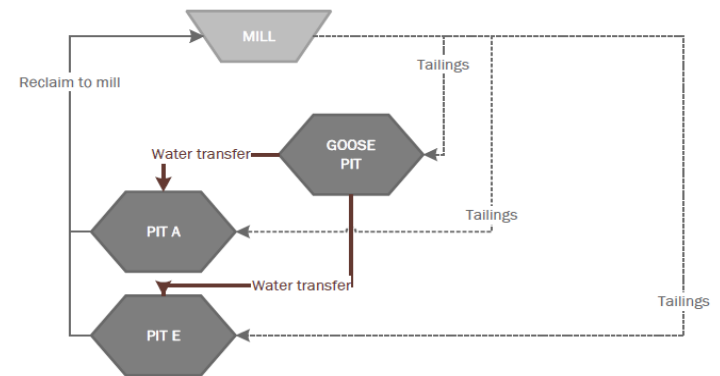 MILL
Tailings
Reclaim to mill
GOOSE
PIT
Water transfer
Tailings
PIT A
Water transfer
Tailings
PIT E